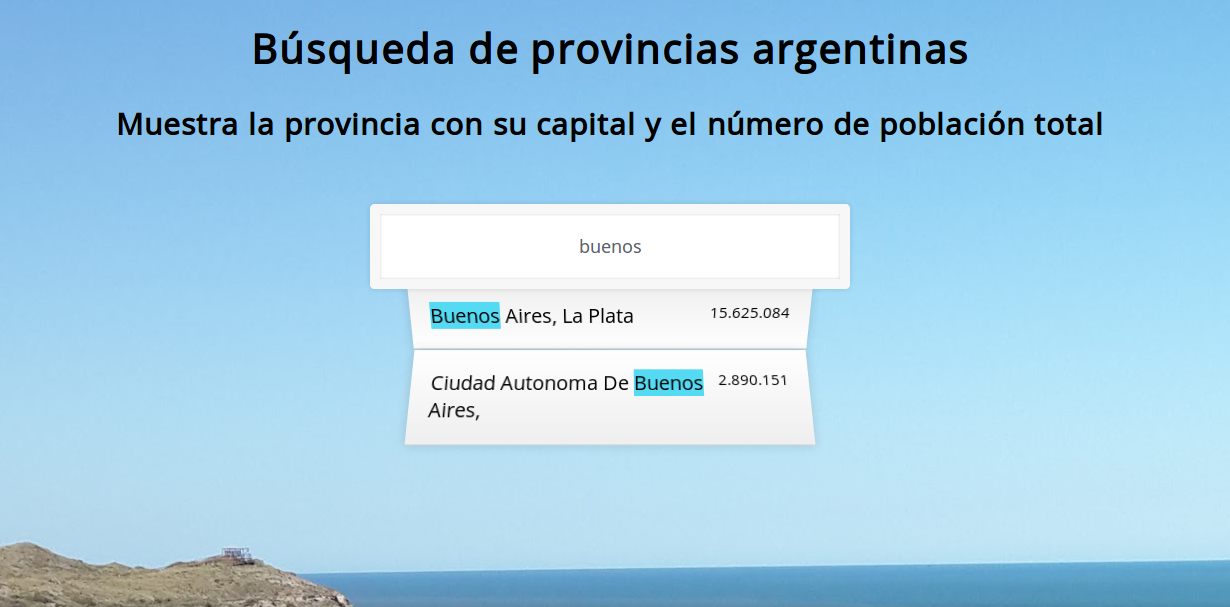 Búsqueda de provincias argentinas
Muestra la provincia con su capital y el número de población total
buenos
Buenos Aires, La Plata 15.625.084
Ciudad Autonoma De Buenos 2.890.151
Aires,